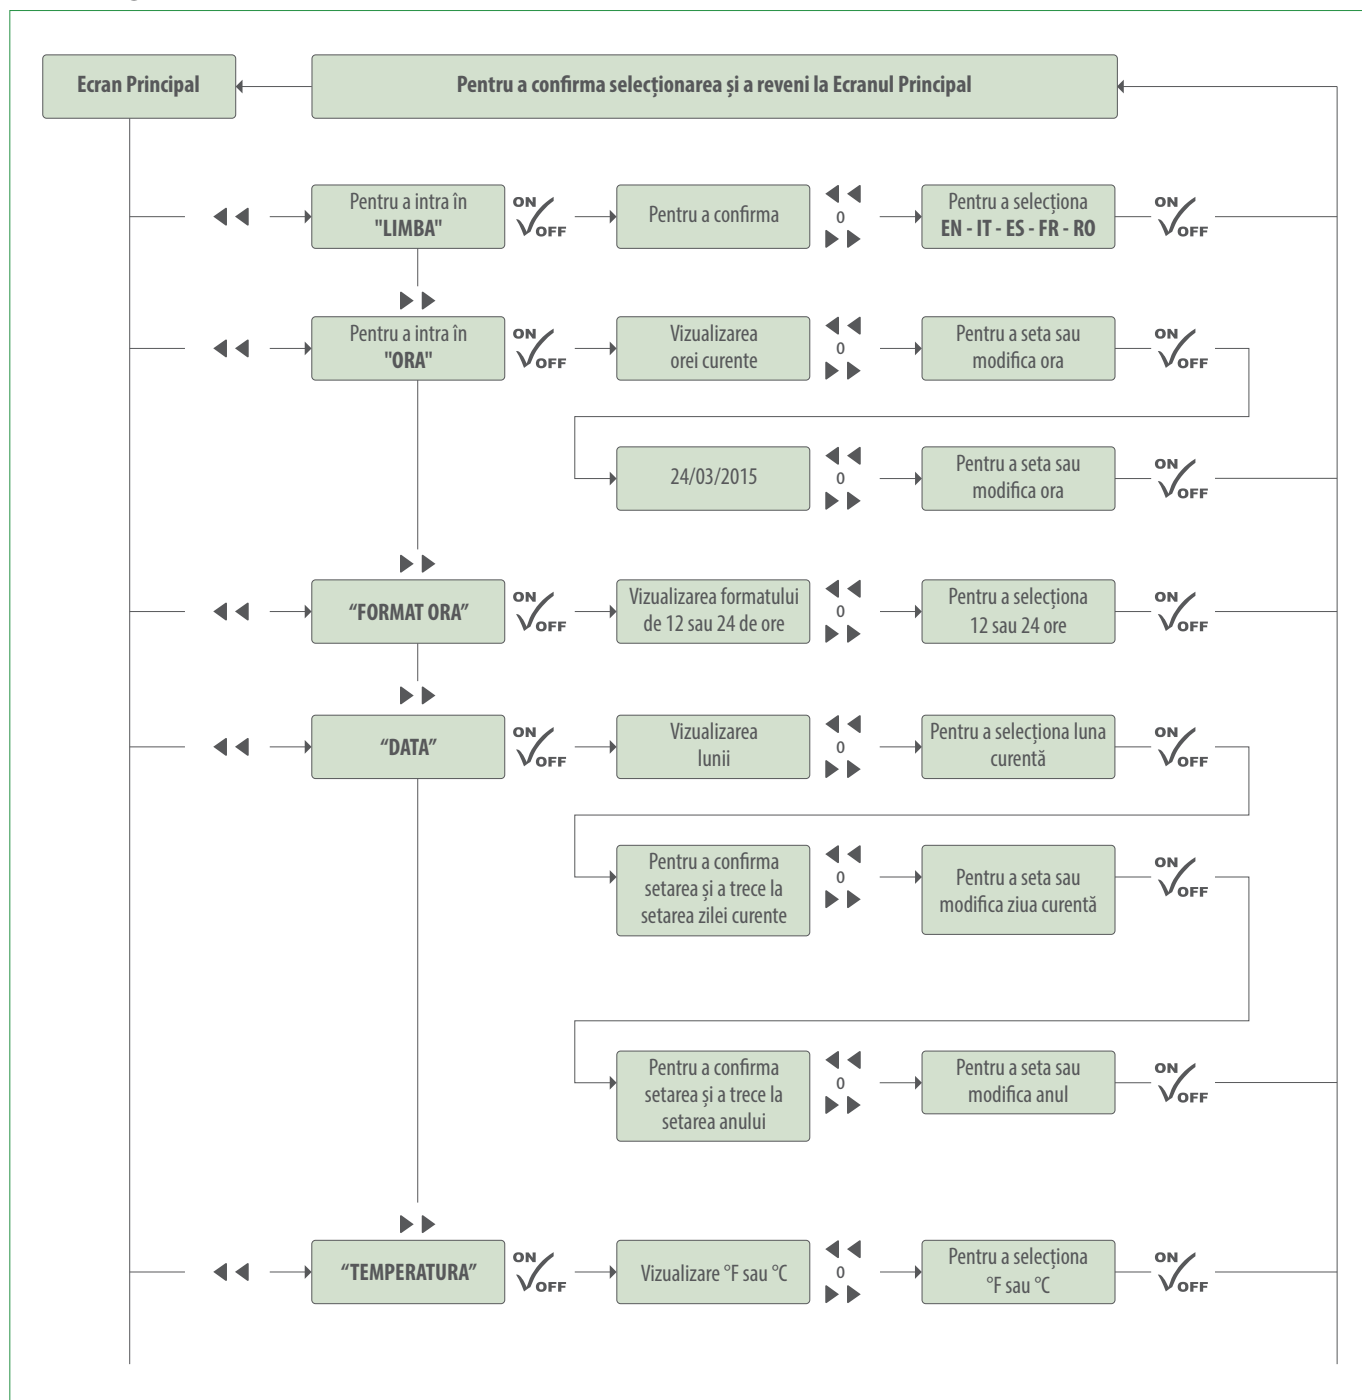 Ecran Principal
Pentru a confirma selecționarea și a reveni la Ecranul Principal
Pentru a intra în
"LIMBA"
ON
OFF
Pentru a confirma
0
Pentru a selecționa
EN - IT - ES - FR - RO
ON
OFF
Pentru a intra în
"ORA"
ON
OFF
Vizualizarea
orei curente
0
Pentru a seta sau
modifica ora
ON
OFF
24/03/2015
0
Pentru a seta sau
modifica ora
ON
OFF
“FORMAT ORA”
ON
OFF
Vizualizarea formatului
de 12 sau 24 de ore
0
Pentru a selecționa
12 sau 24 ore
ON
OFF
“DATA”
ON
OFF
Vizualizarea
lunii
0
Pentru a selecționa luna
curentă
ON
OFF
Pentru a confirma
setarea și a trece la
setarea zilei curente
0
Pentru a seta sau
modifica ziua curentă
ON
OFF
Pentru a confirma
setarea și a trece la
setarea anului
0
Pentru a seta sau
modifica anul
ON
OFF
“TEMPERATURA”
ON
OFF
Vizualizare °F sau °C
0
Pentru a selecționa
°F sau °C
ON
OFF